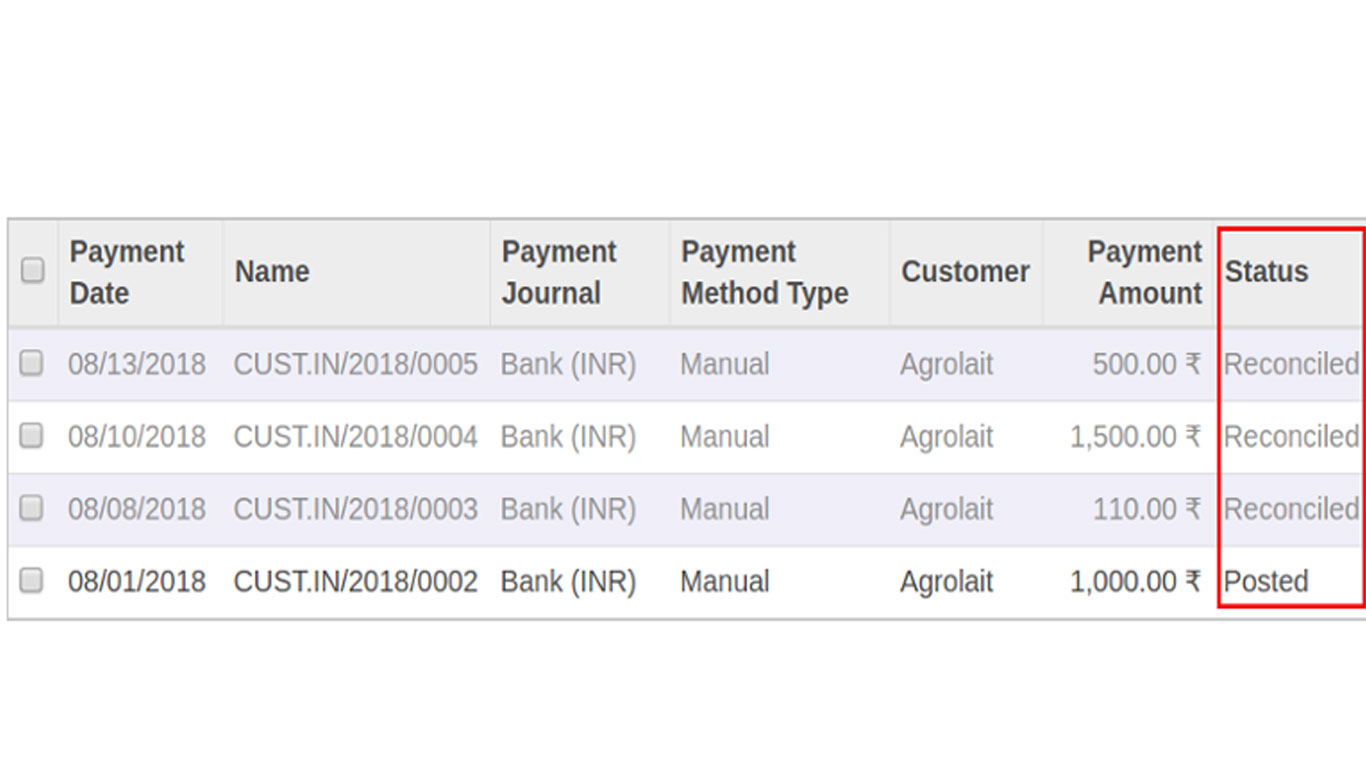 Payment Date Name Payment Journal Payment Method Type Customer Payment Amount Status
08/13/2018 CUST.IN/2018/0005 Bank (INR) Manual Agrolait 500.00 ₹ Reconciled
08/10/2018 CUST.IN/2018/0004 Bank (INR) Manual Agrolait 1,500.00 ₹ Reconciled
08/08/2018 CUST.IN/2018/0003 Bank (INR) Manual Agrolait 110.00 ₹ Reconciled
08/01/2018 CUST.IN/2018/0002 Bank (INR) Manual Agrolait 1,000.00 ₹ Posted